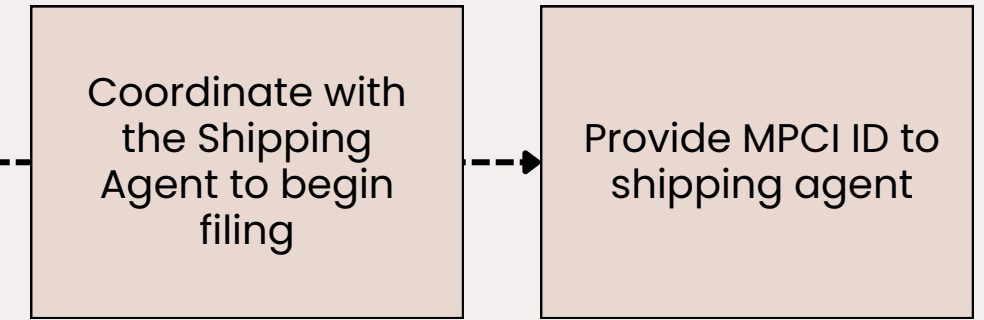 Coordinate with
the Shipping
Agent to begin
filing
Provide MPCI ID to
shipping agent